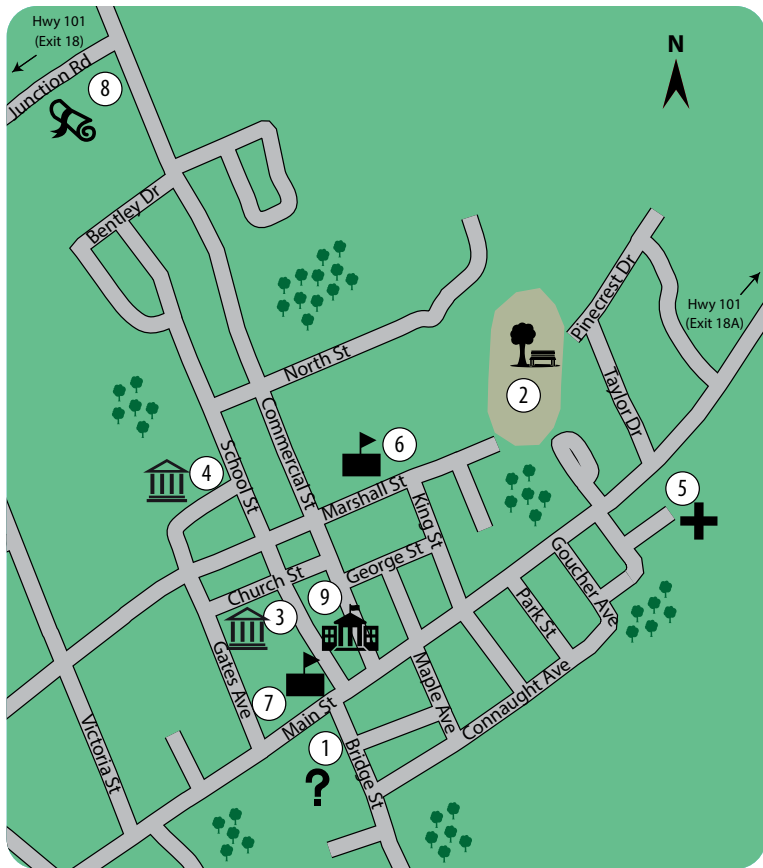 Hwy 101
(Exit 18)
Junction Rd
8
N
Bentley Dr
Pinecrest Dr
Hwy 101
(Exit 18A)
North St
2
Taylor Dr
Commercial St
School St
6
4
Marshall St
5
King St
George St
Goucher Ave
Church St
9
3
Park St
Gates Ave
Maple Ave
7
Main St
Connaught Ave
Victoria St
1
Bridge St
?